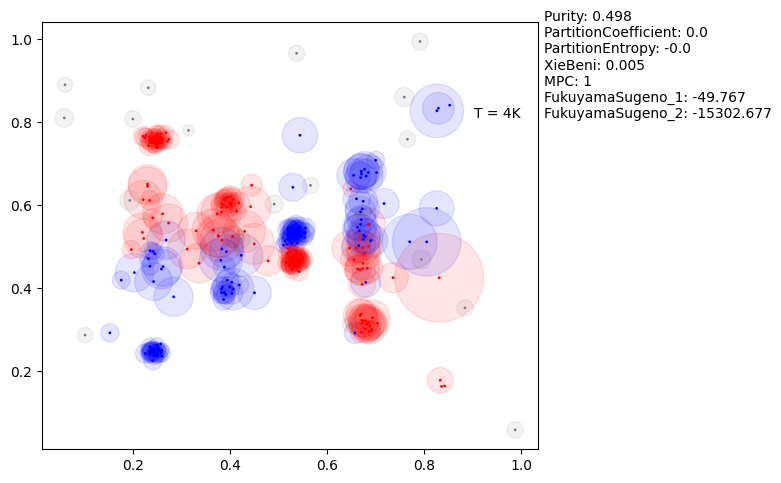 Purity: 0.498
PartitionCoefficient: 0.0
PartitionEntropy: -0.0
XieBeni: 0.005
MPC: 1
FukuyamaSugeno_1: -49.767
FukuyamaSugeno_2: -15302.677
T = 4K
1.0
0.8
0.6
0.4
0.2
0.2 0.4 0.6 0.8 1.0